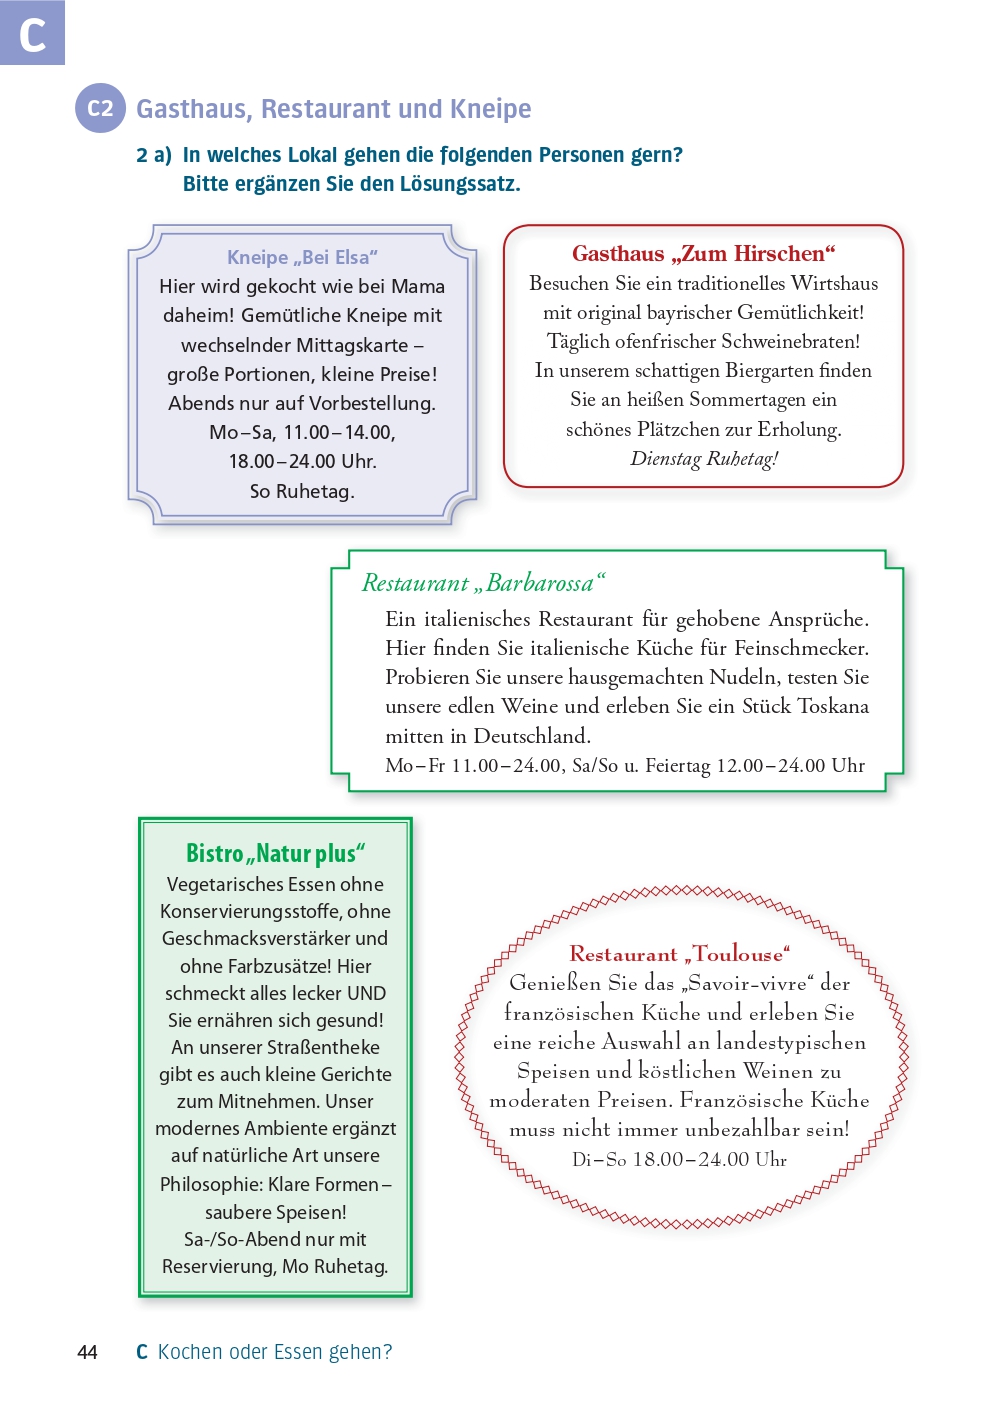 C
C2 Gasthaus, Restaurant und Kneipe
2 a) In welches Lokal gehen die folgenden Personen gern?
Bitte ergänzen Sie den Lösungssatz.
Kneipe „Bei Elsa“
Hier wird gekocht wie bei Mama
daheim! Gemütliche Kneipe mit
wechselnder Mittagskarte –
große Portionen, kleine Preise!
Abends nur auf Vorbestellung.
Mo–Sa, 11.00–14.00,
18.00–24.00 Uhr.
So Ruhetag.
Gasthaus „Zum Hirschen“
Besuchen Sie ein traditionelles Wirtshaus
mit original bayrischer Gemütlichkeit!
Täglich ofenfrischer Schweinebraten!
In unserem schattigen Biergarten finden
Sie an heißen Sommertagen ein
schönes Plätzchen zur Erholung.
Dienstag Ruhetag!
Restaurant „Barbarossa“
Ein italienisches Restaurant für gehobene Ansprüche.
Hier finden Sie italienische Küche für Feinschmecker.
Probieren Sie unsere hausgemachten Nudeln, testen Sie
unsere edlen Weine und erleben Sie ein Stück Toskana
mitten in Deutschland.
Mo–Fr 11.00–24.00, Sa/So u. Feiertag 12.00–24.00 Uhr
Bistro „Natur plus“
Vegetarisches Essen ohne
Konservierungsstoffe, ohne
Geschmacksverstärker und
ohne Farbzusätze! Hier
schmeckt alles lecker UND
Sie ernähren sich gesund!
An unserer Straßentheke
gibt es auch kleine Gerichte
zum Mitnehmen. Unser
modernes Ambiente ergänzt
auf natürliche Art unsere
Philosophie: Klare Formen –
saubere Speisen!
Sa-/So-Abend nur mit
Reservierung, Mo Ruhetag.
Restaurant „Toulouse“
Genießen Sie das „Savoir-vivre“ der
französischen Küche und erleben Sie
eine reiche Auswahl an landestypischen
Speisen und köstlichen Weinen zu
moderaten Preisen. Französische Küche
muss nicht immer unbezahlbar sein!
Di–So 18.00–24.00 Uhr
44 C Kochen oder Essen gehen?